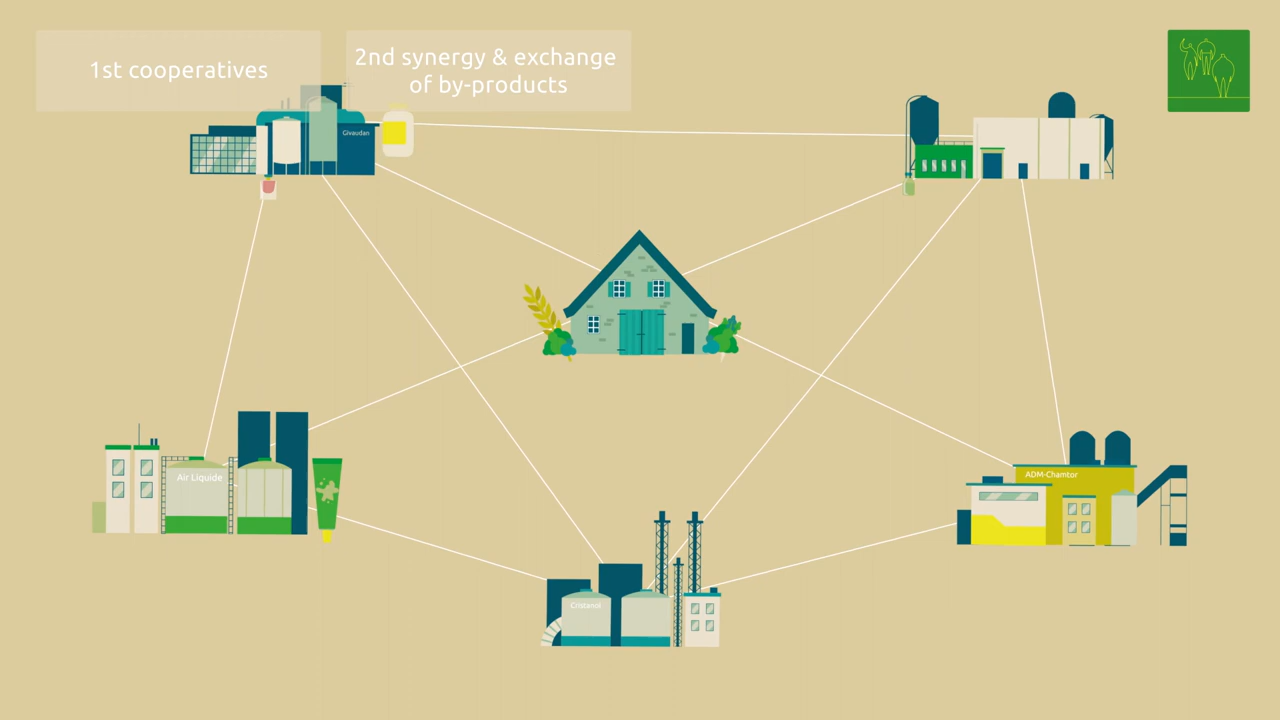 1st cooperatives
2nd synergy & exchange
of by-products
Givaudan
Air Liquide
ADM-Chamtor
Cristanol